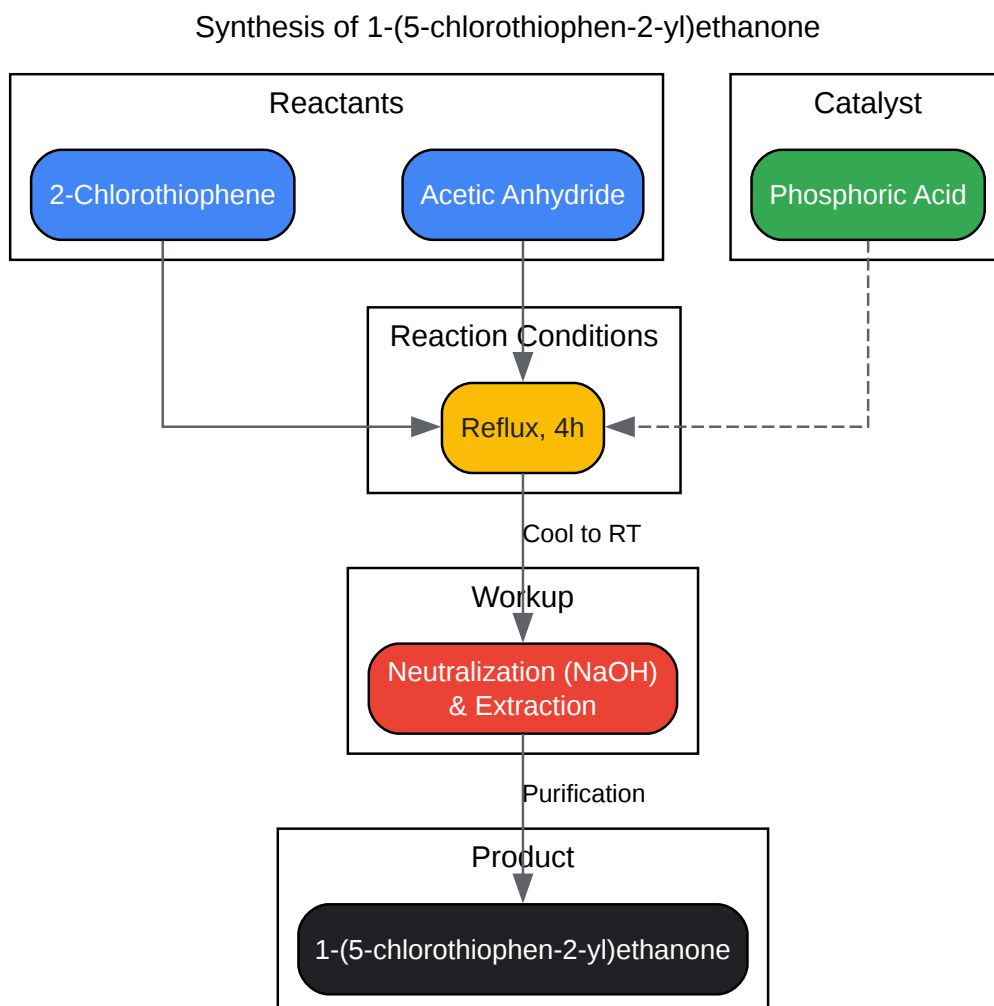 Synthesis of 1-(5-chlorothiophen-2-yl)ethanone
Reactants
Catalyst
2-Chlorothiophene
Acetic Anhydride
Phosphoric Acid
Reaction Conditions
Reflux, 4h
Cool to RT
Workup
Neutralization (NaOH)
& Extraction
Purification
Product
1-(5-chlorothiophen-2-yl)ethanone